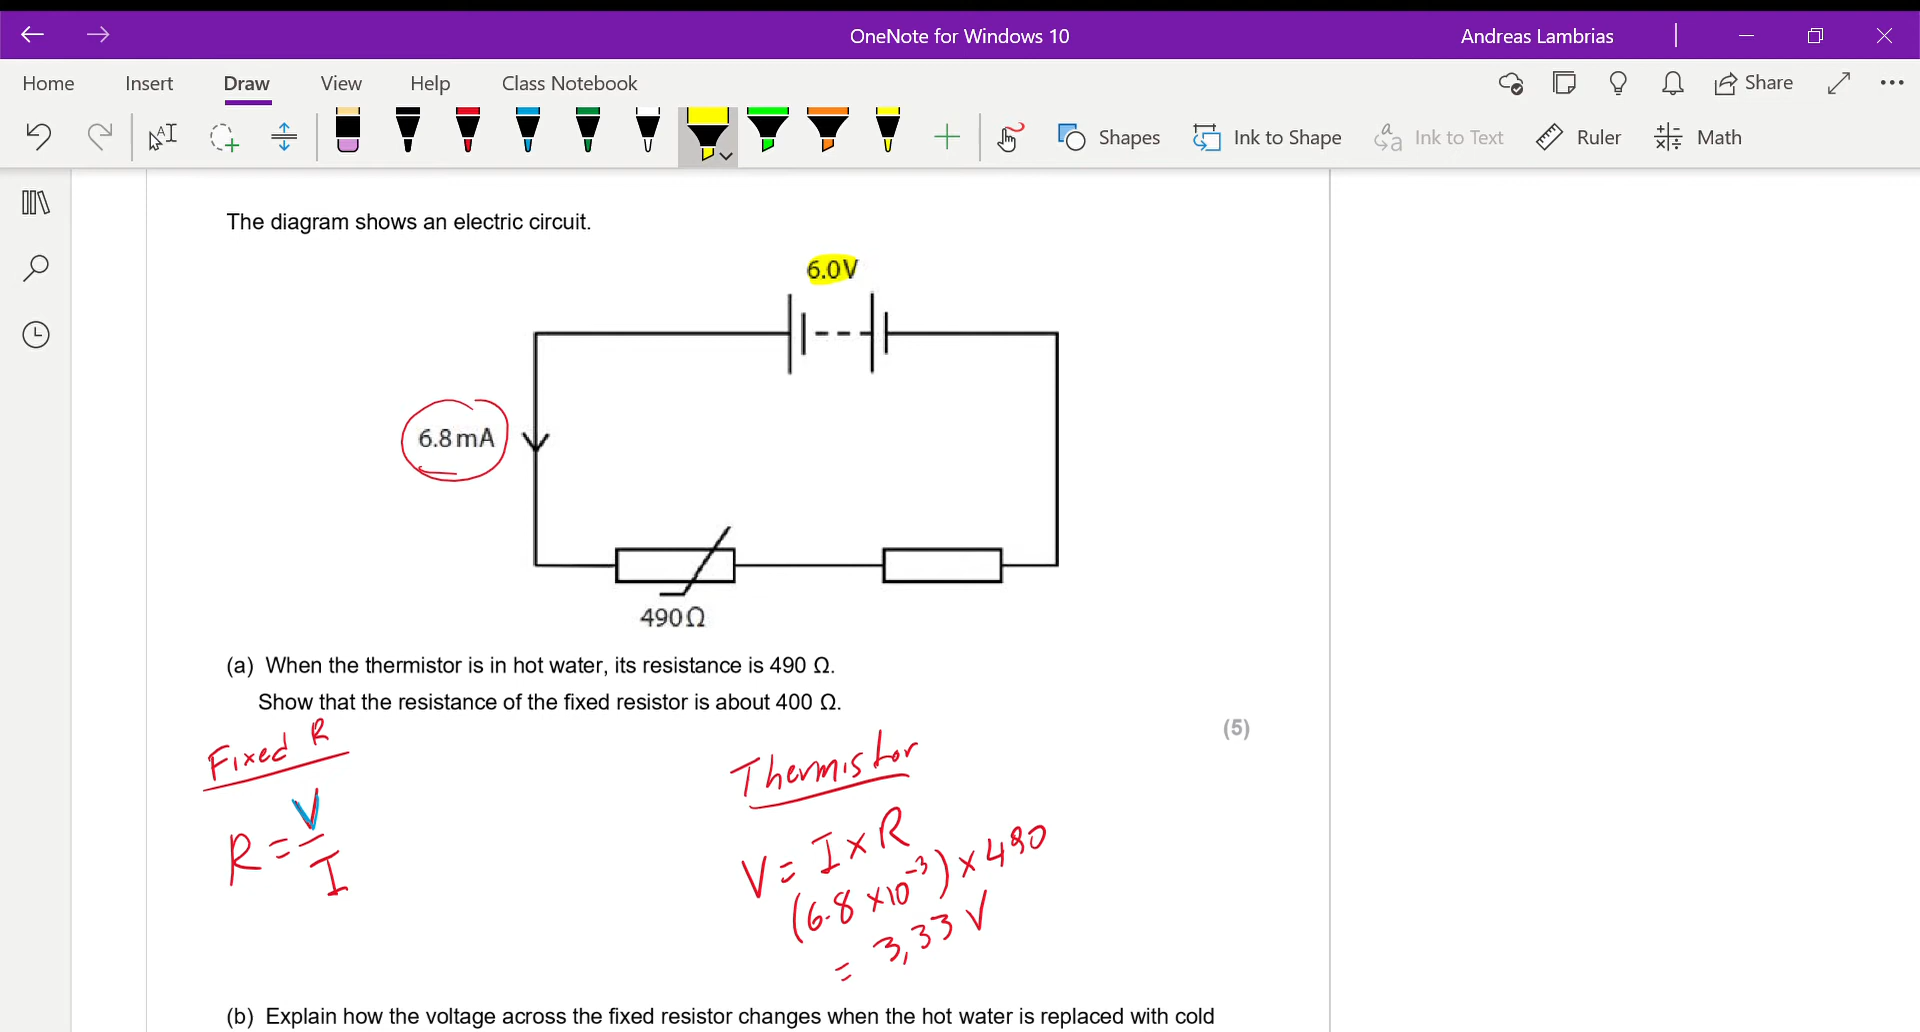 OneNote for Windows 10
Andreas Lambrias
Home Insert Draw View Help Class Notebook
Share
Shapes Ink to Shape Ink to Text Ruler Math
The diagram shows an electric circuit.
6.0V
6.8mA
490Ω
(a) When the thermistor is in hot water, its resistance is 490 Ω.
Show that the resistance of the fixed resistor is about 400 Ω.
(5)
Fixed R
R = V/I
Thermistor
V = I × R
(6.8 × 10⁻³) × 490
= 3,33 V
(b) Explain how the voltage across the fixed resistor changes when the hot water is replaced with cold